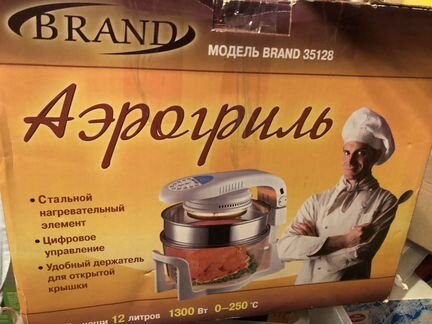 BRAND
МОДЕЛЬ BRAND 35128
Аэрогриль
• Стальной
нагревательный
элемент
• Цифровое
управление
• Удобный держатель
для открытой
крышки
12 литров 1300 Вт 0–250 °C